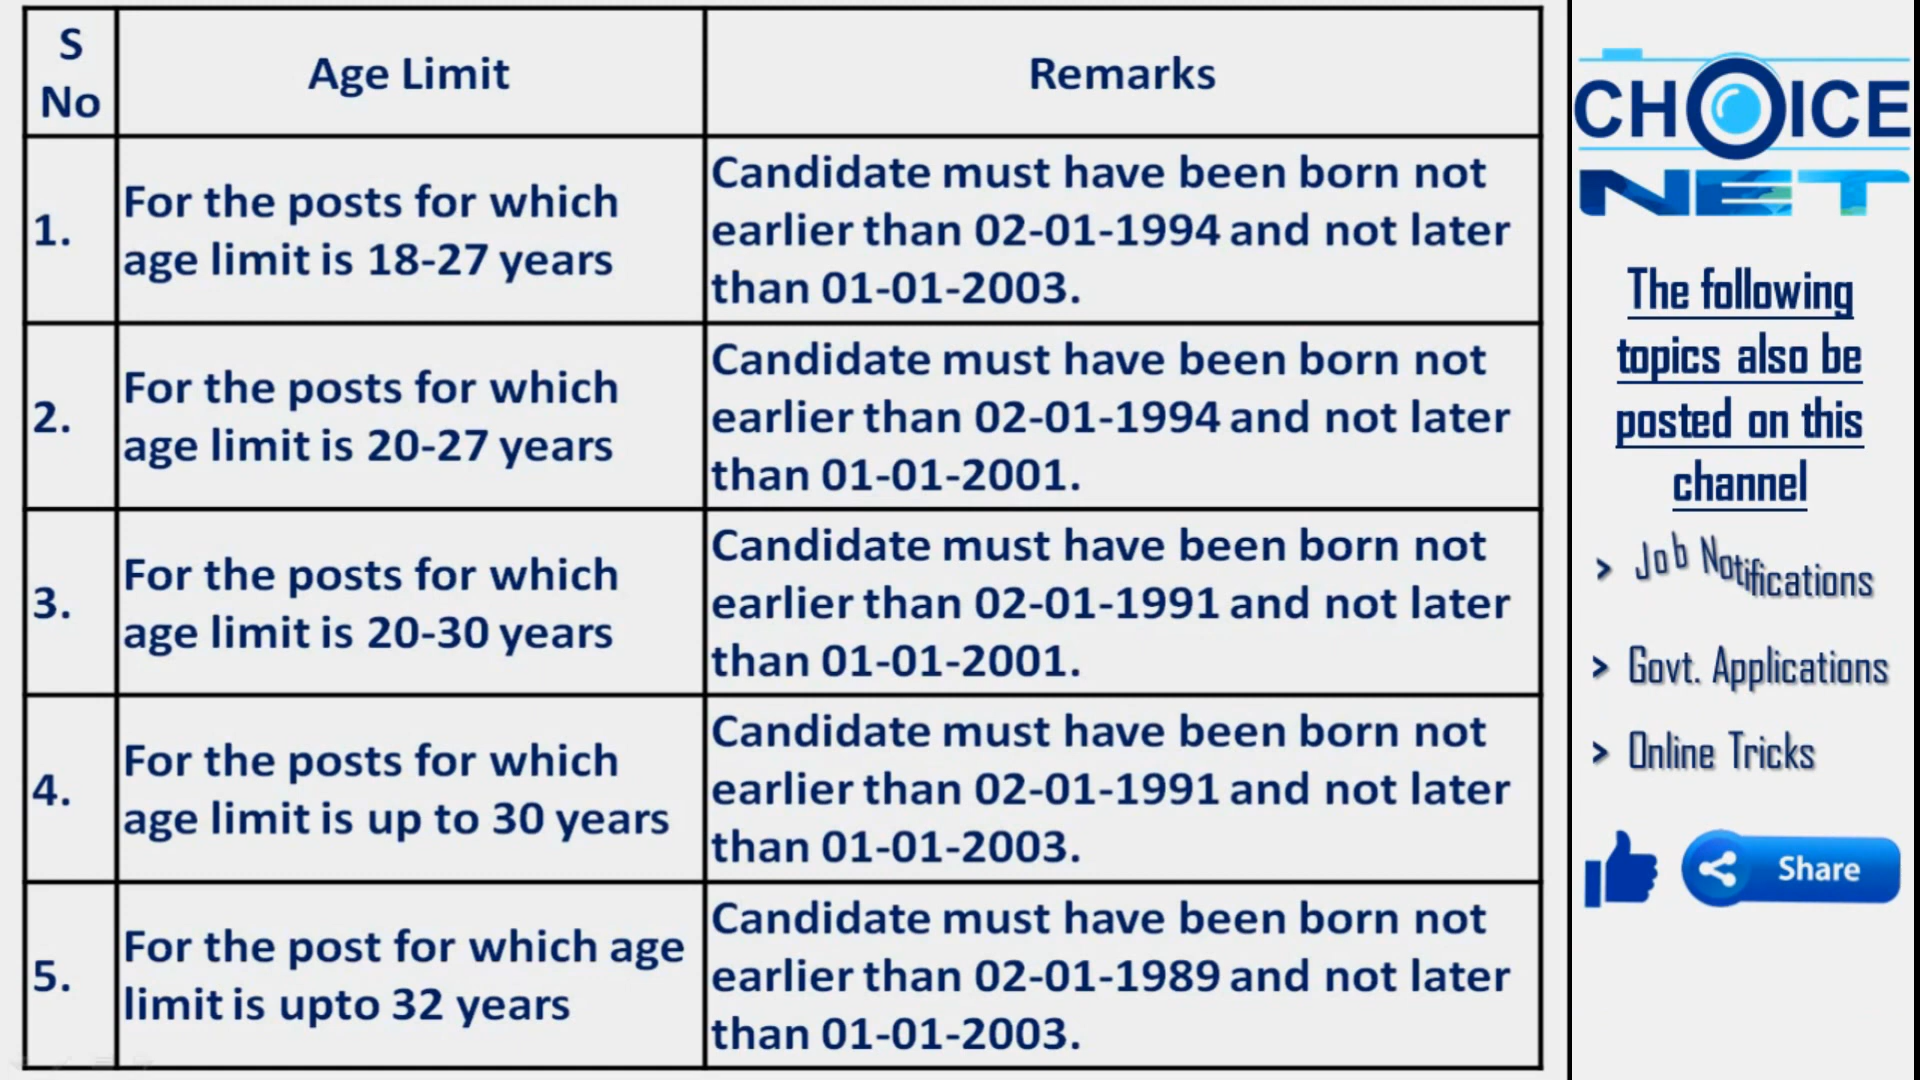 S
No
Age Limit
Remarks
1.
For the posts for which
age limit is 18-27 years
Candidate must have been born not
earlier than 02-01-1994 and not later
than 01-01-2003.
2.
For the posts for which
age limit is 20-27 years
Candidate must have been born not
earlier than 02-01-1994 and not later
than 01-01-2001.
3.
For the posts for which
age limit is 20-30 years
Candidate must have been born not
earlier than 02-01-1991 and not later
than 01-01-2001.
4.
For the posts for which
age limit is up to 30 years
Candidate must have been born not
earlier than 02-01-1991 and not later
than 01-01-2003.
5.
For the post for which age
limit is upto 32 years
Candidate must have been born not
earlier than 02-01-1989 and not later
than 01-01-2003.
CHOICE
NET
The following
topics also be
posted on this
channel
> Job Notifications
> Govt. Applications
> Online Tricks
Share